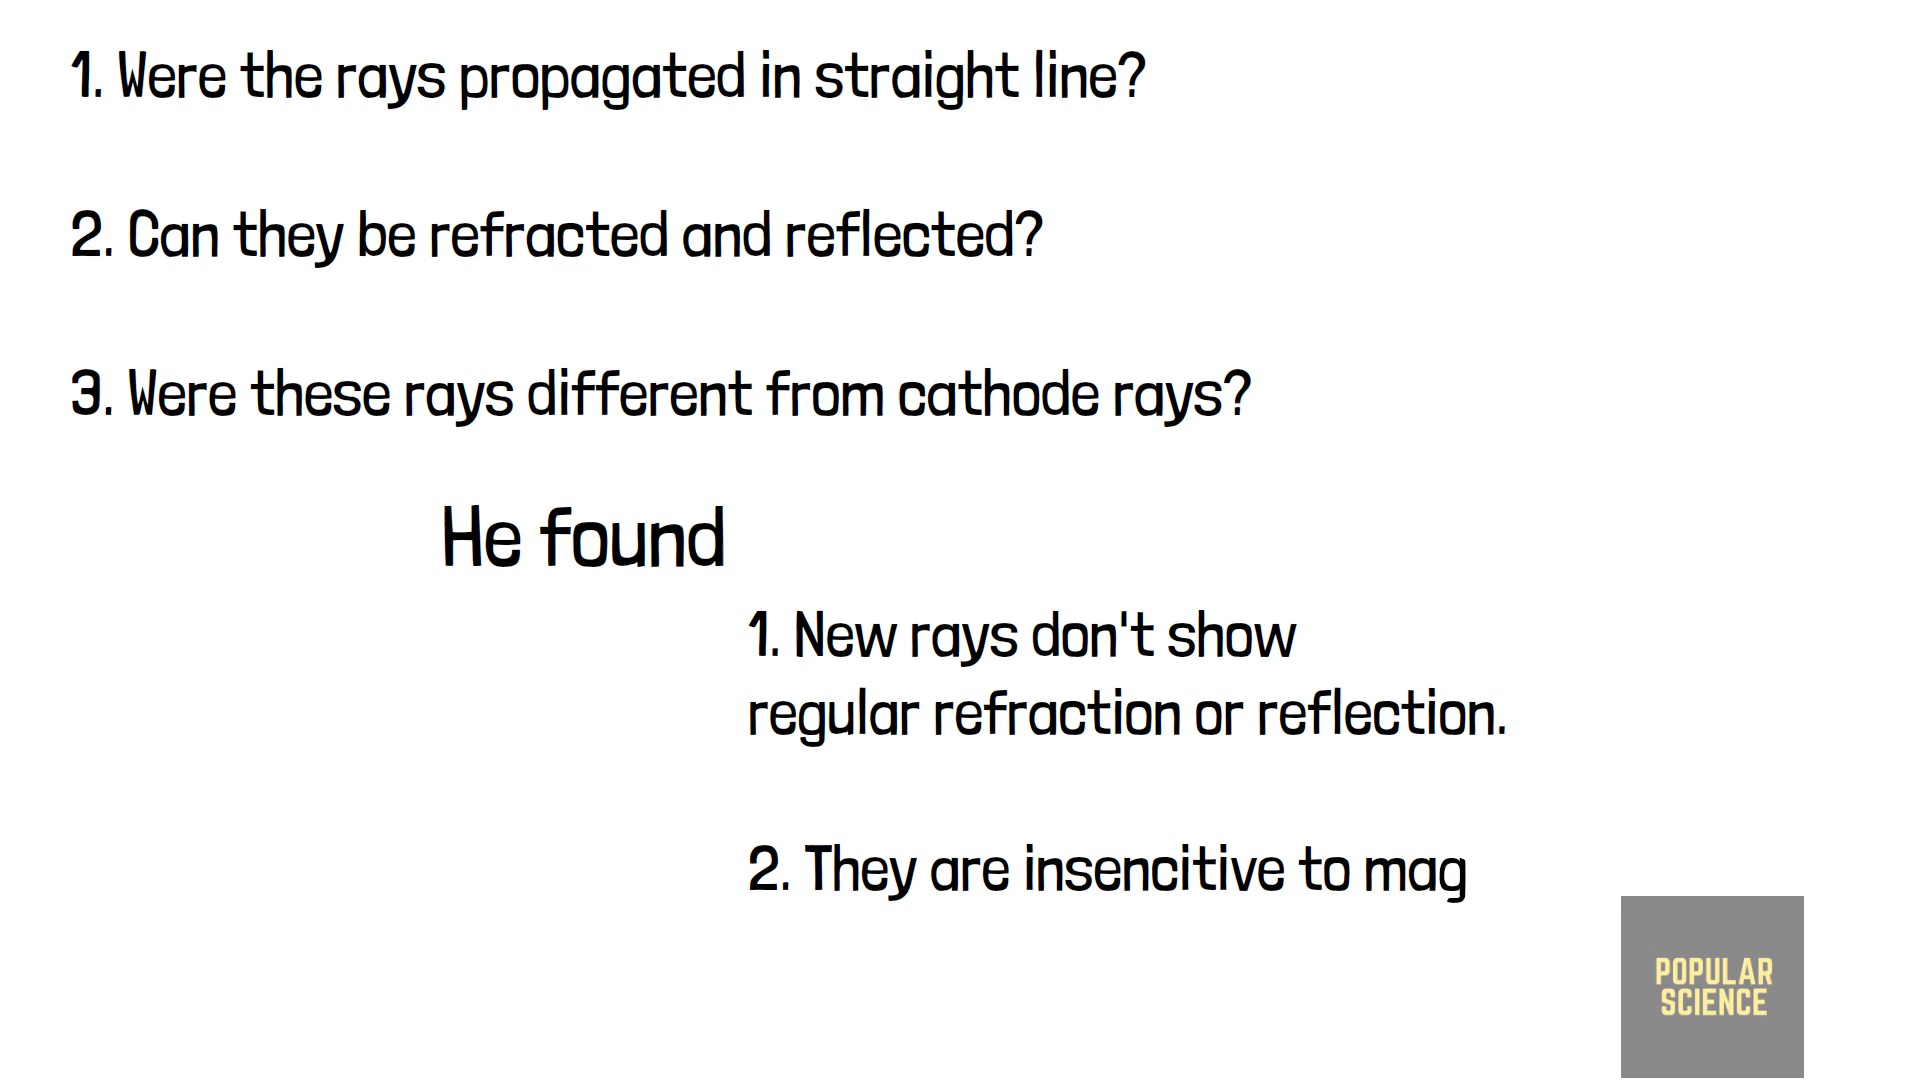 1. Were the rays propagated in straight line?
2. Can they be refracted and reflected?
3. Were these rays different from cathode rays?
He found
1. New rays don't show
regular refraction or reflection.
2. They are insencitive to mag
POPULAR
SCIENCE